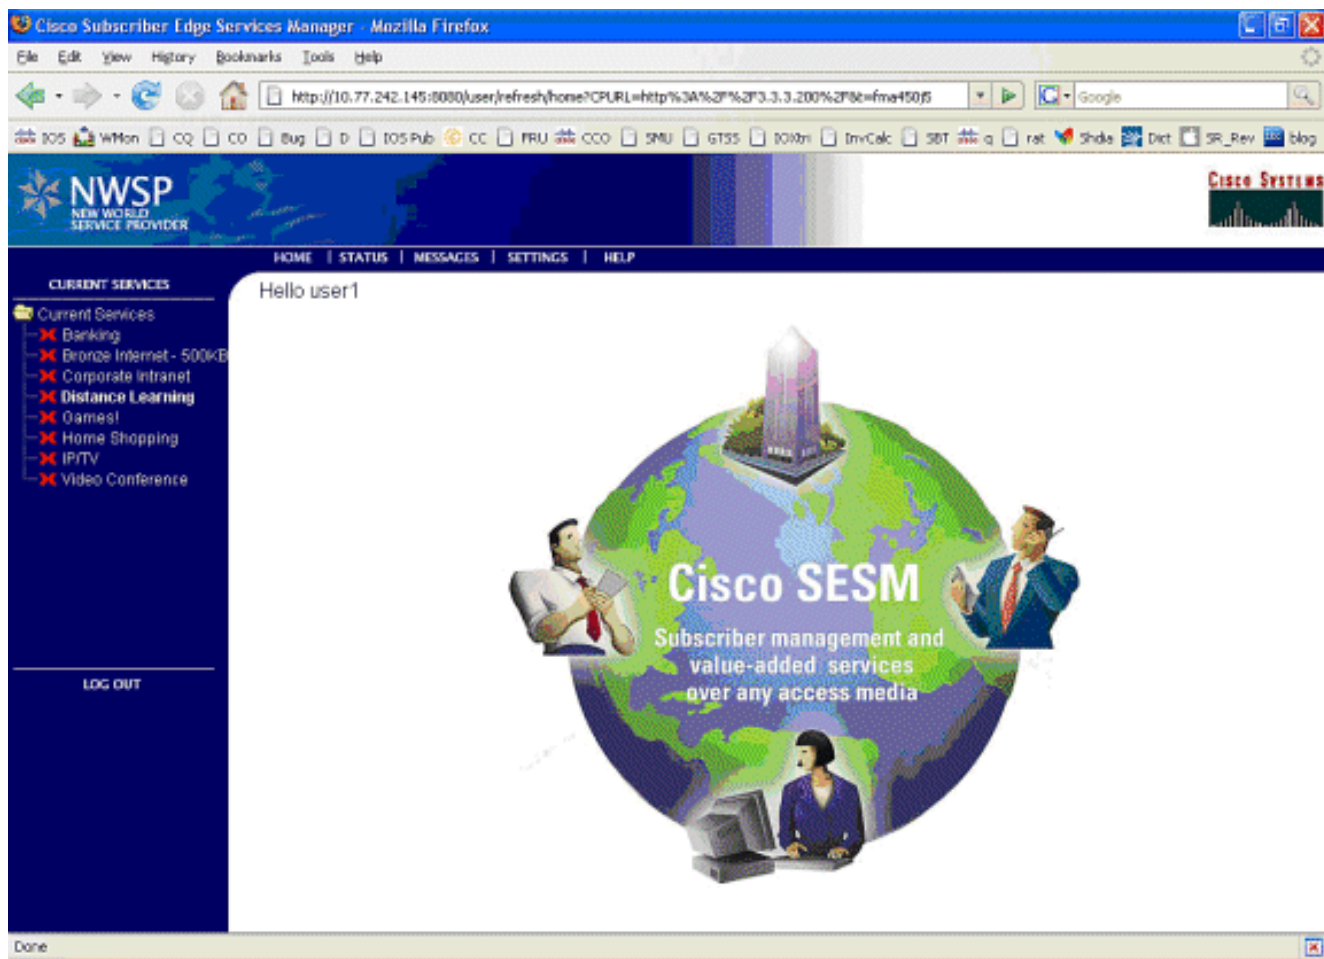 Cisco Subscriber Edge Services Manager - Mozilla Firefox
File Edit View History Bookmarks Tools Help
http://10.77.242.145:8080/user/refresh/home?CPURL=http%3A%2F%2F3.3.3.200%2F&t=fma450j5 Google
IOS WMon CQ CO Bug D IOS Pub CC FRU CCO SMU GTSS InvCalc SBT q rat Shdia Dict SR_Rev blog
NWSP
NEW WORLD
SERVICE PROVIDER
CISCO SYSTEMS
HOME | STATUS | MESSAGES | SETTINGS | HELP
CURRENT SERVICES
Hello user1
Current Services
Banking
Bronze Internet - 500KB
Corporate Intranet
Distance Learning
Games!
Home Shopping
IP/TV
Video Conference
Cisco SESM
Subscriber management and
value-added services
over any access media
LOG OUT
Done